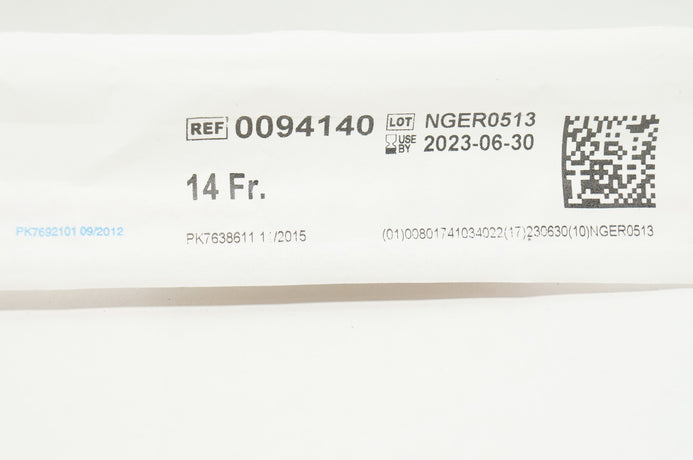 REF 0094140 LOT NGER0513
USE BY 2023-06-30
14 Fr.
PK7692101 09/2012
PK7638611 /2015
(01)00801741034022(17)230630(10)NGER0513